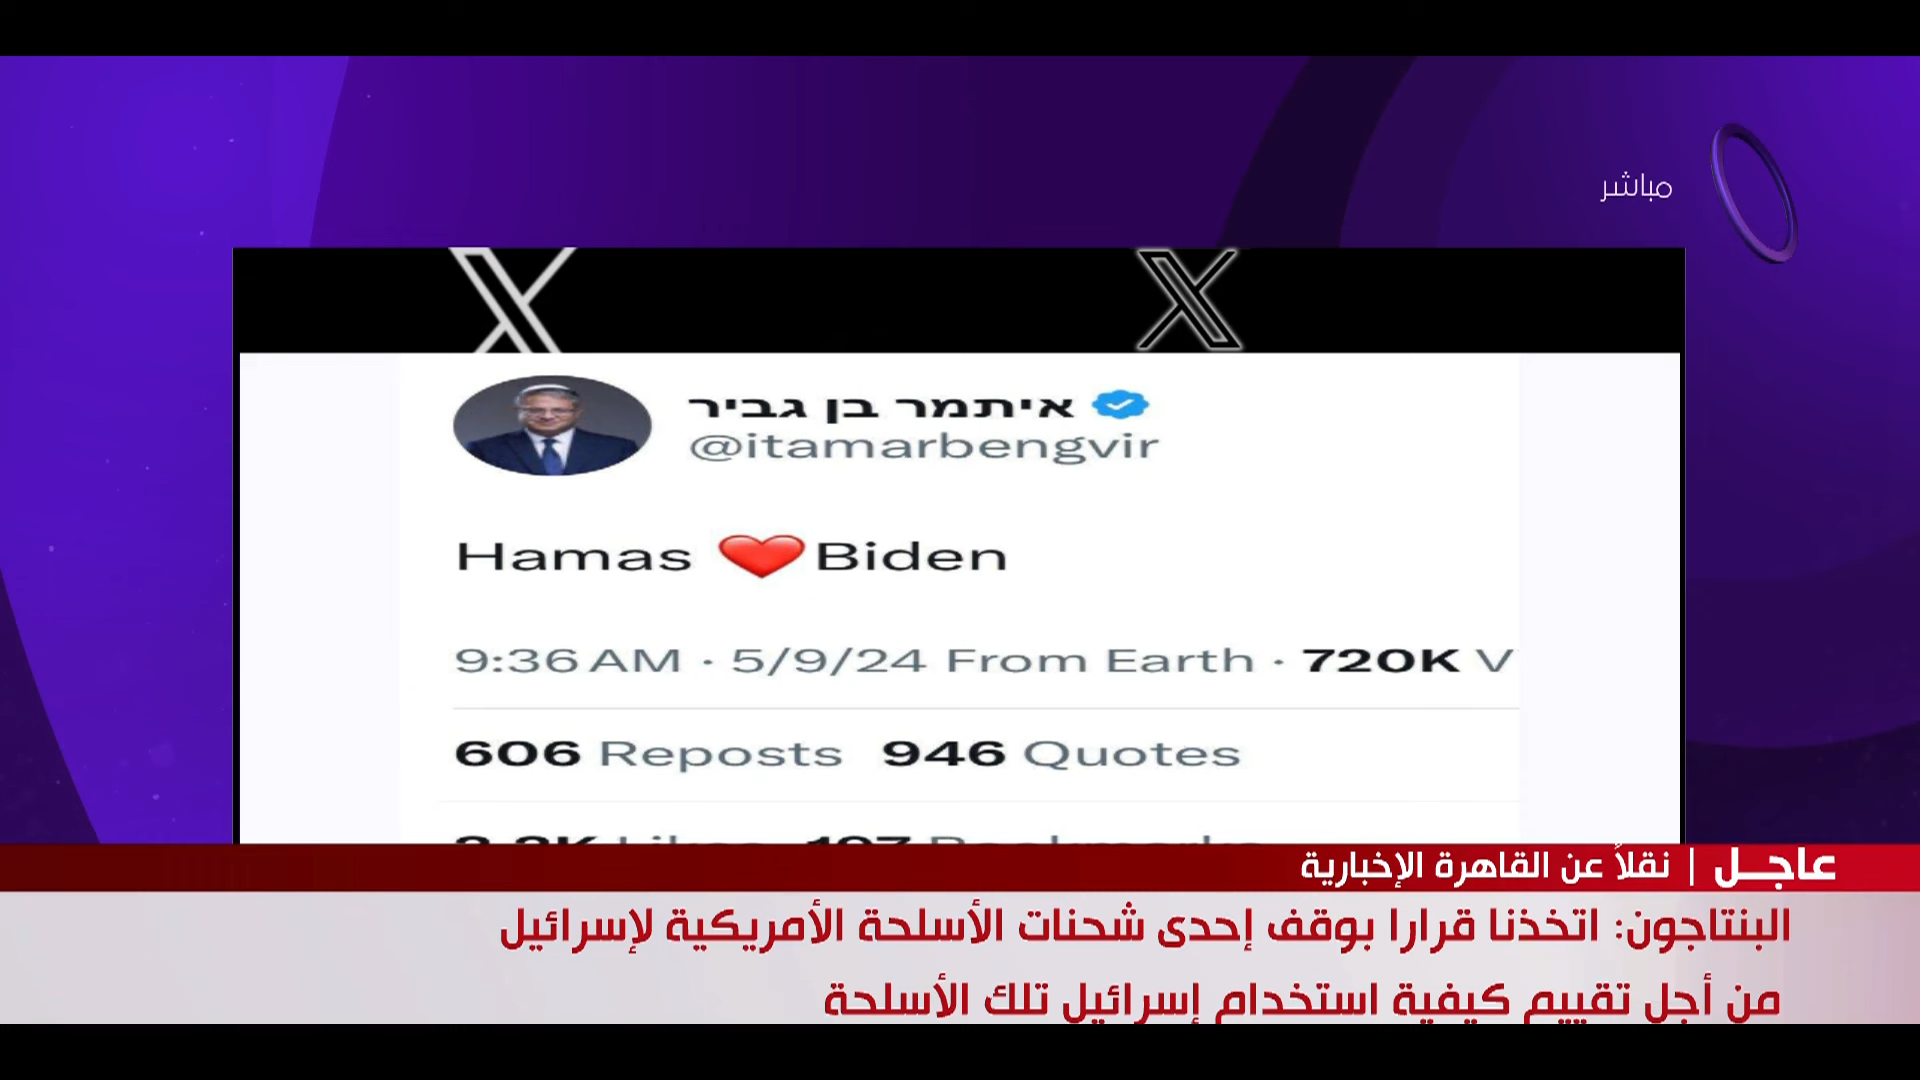 مباشر
איתמר בן גביר
@itamarbengvir
Hamas ❤️ Biden
9:36 AM · 5/9/24 From Earth · 720K V
606 Reposts 946 Quotes
عاجل | نقلاً عن القاهرة الإخبارية
البنتاجون: اتخذنا قرارا بوقف إحدى شحنات الأسلحة الأمريكية لإسرائيل
من أجل تقييم كيفية استخدام إسرائيل تلك الأسلحة